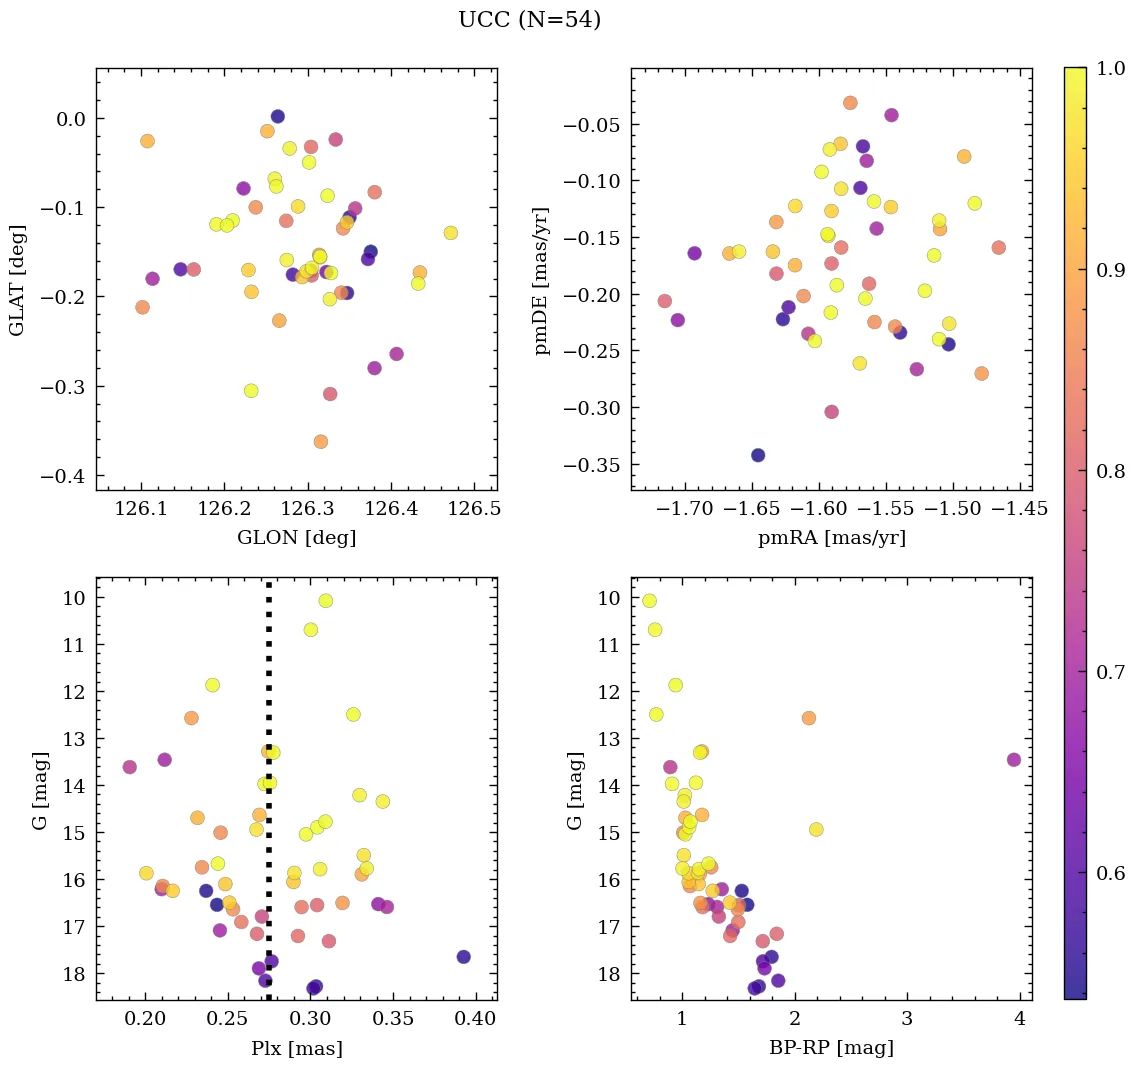 UCC (N=54)
0.0
−0.1
−0.2
−0.3
−0.4
GLAT [deg]
126.1 126.2 126.3 126.4 126.5
GLON [deg]
−0.05
−0.10
−0.15
−0.20
−0.25
−0.30
−0.35
pmDE [mas/yr]
−1.70 −1.65 −1.60 −1.55 −1.50 −1.45
pmRA [mas/yr]
1.0
0.9
0.8
0.7
0.6
10
11
12
13
14
15
16
17
18
G [mag]
0.20 0.25 0.30 0.35 0.40
Plx [mas]
10
11
12
13
14
15
16
17
18
G [mag]
1 2 3 4
BP-RP [mag]